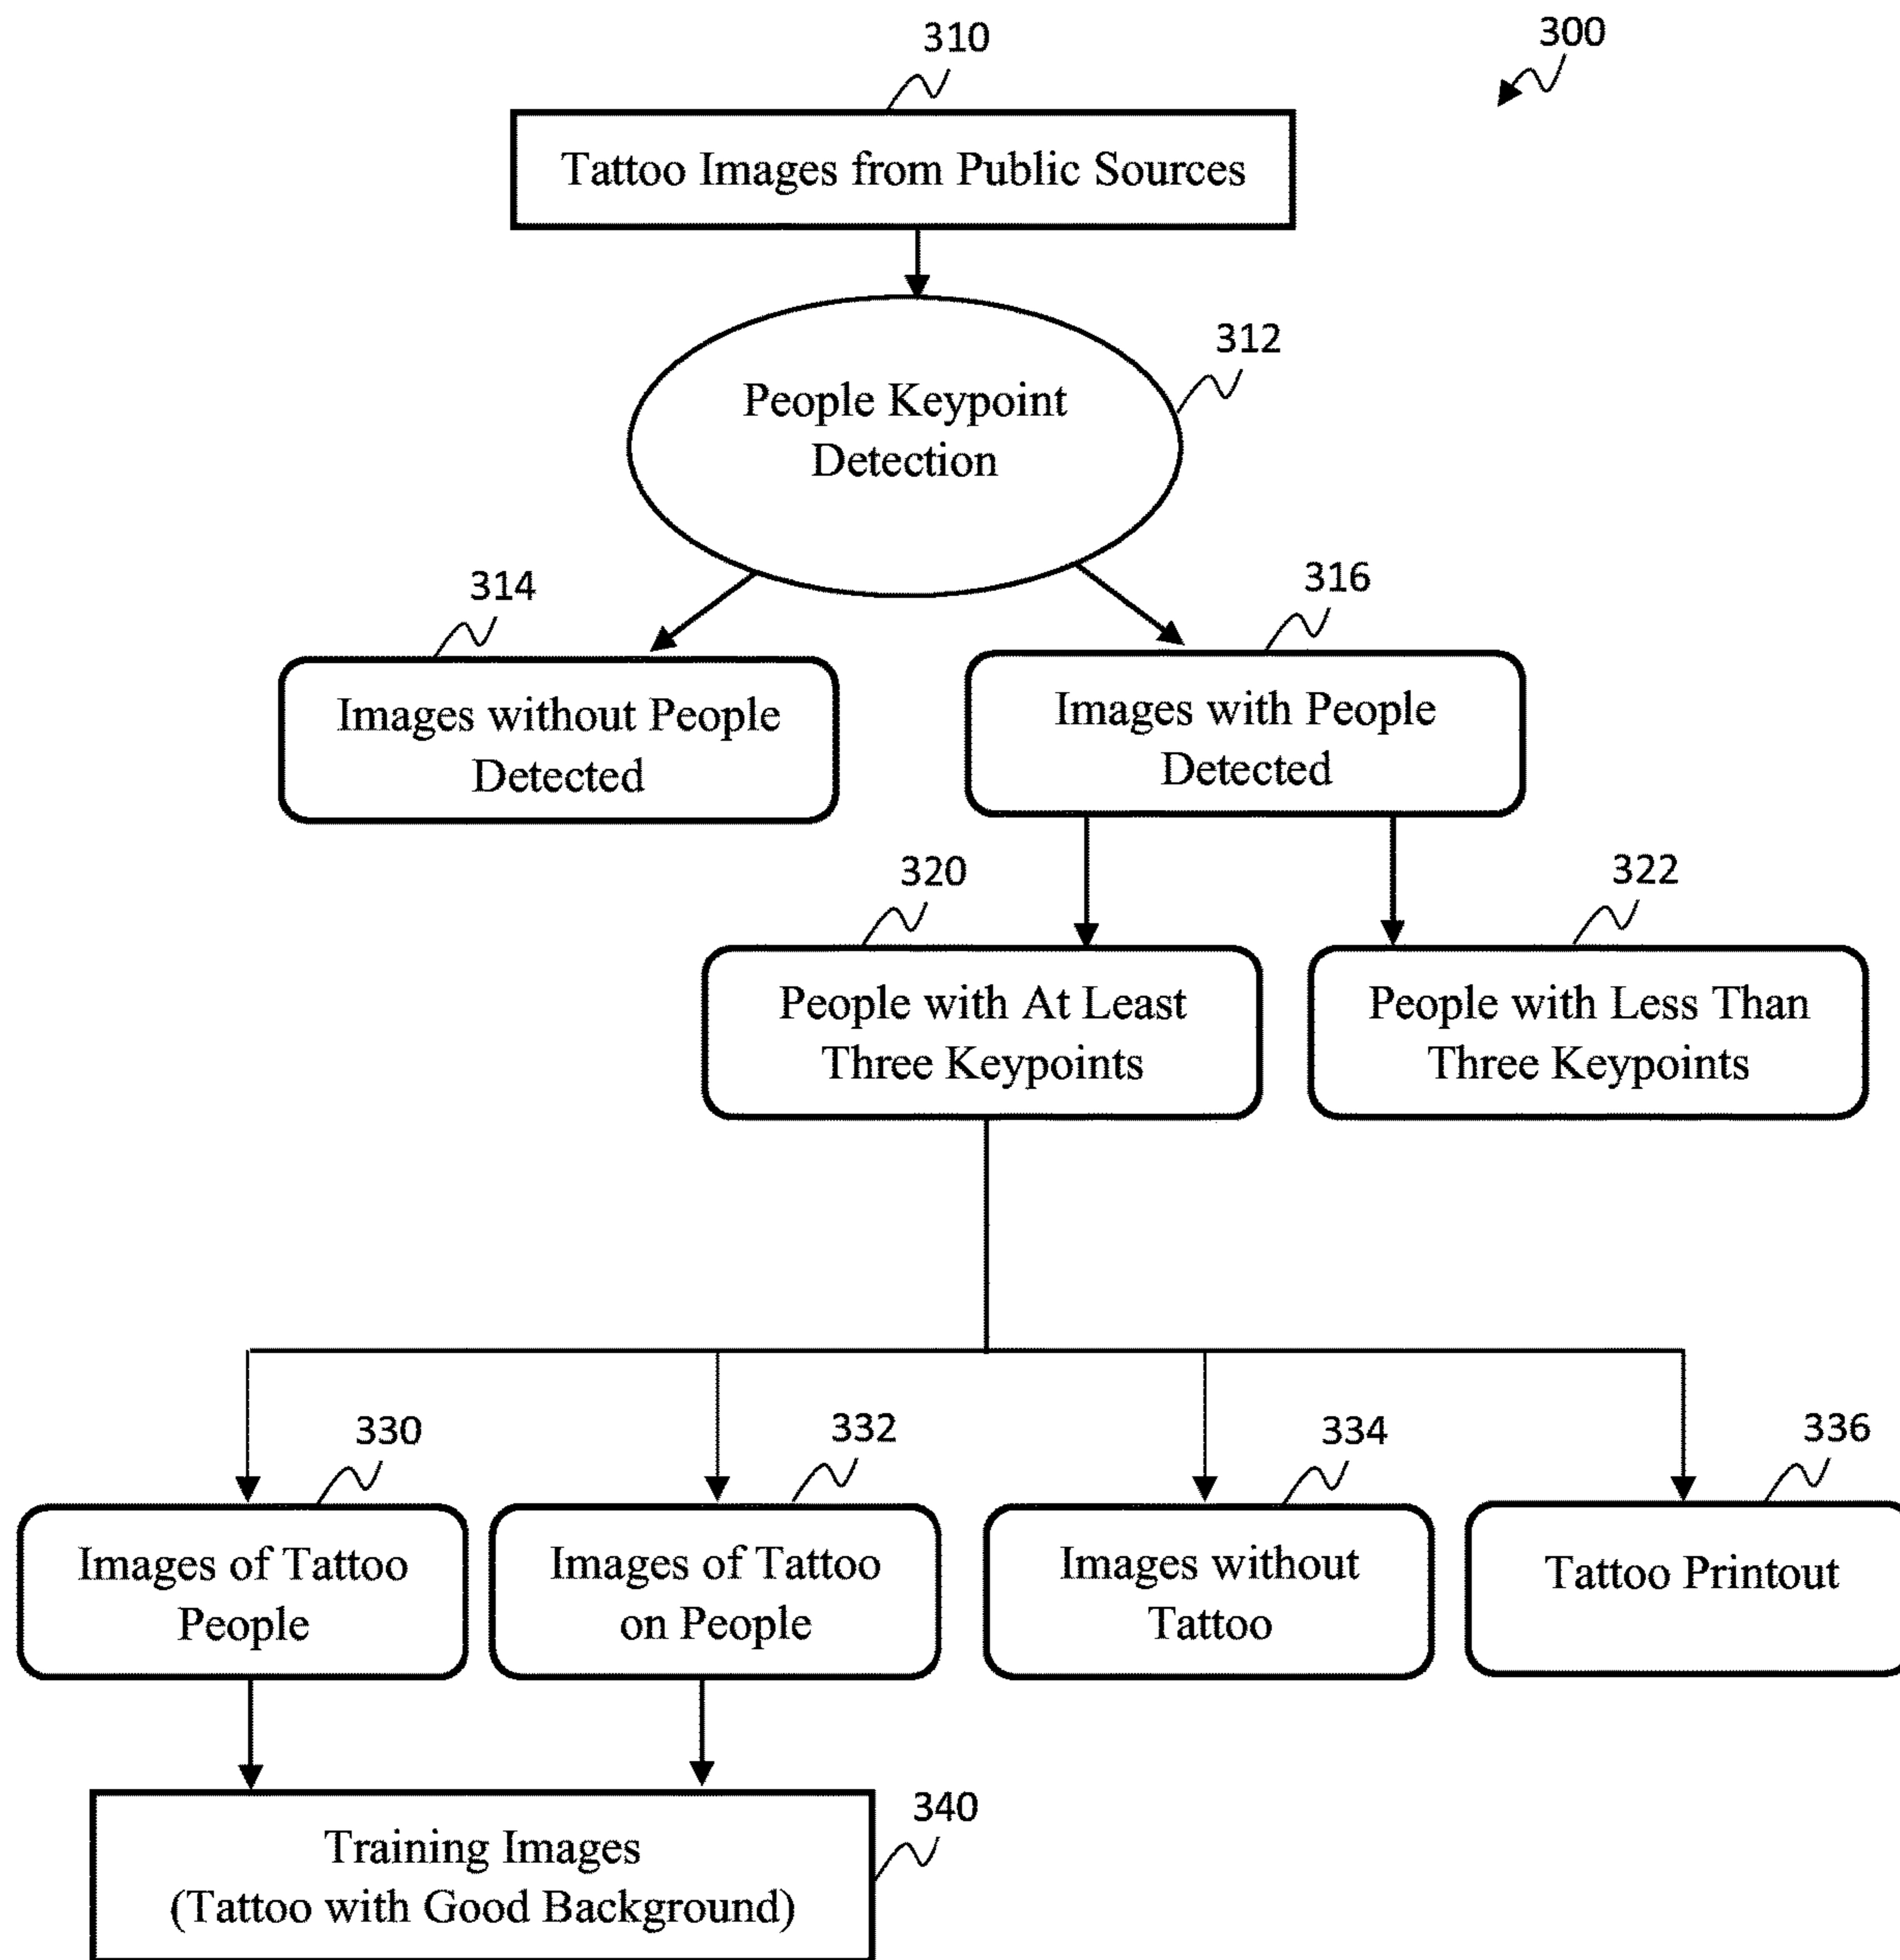 310
300
Tattoo Images from Public Sources
312
People Keypoint
Detection
314
316
Images without People
Detected
Images with People
Detected
320
322
People with At Least
Three Keypoints
People with Less Than
Three Keypoints
330
332
334
336
Images of Tattoo
People
Images of Tattoo
on People
Images without
Tattoo
Tattoo Printout
340
Training Images
(Tattoo with Good Background)